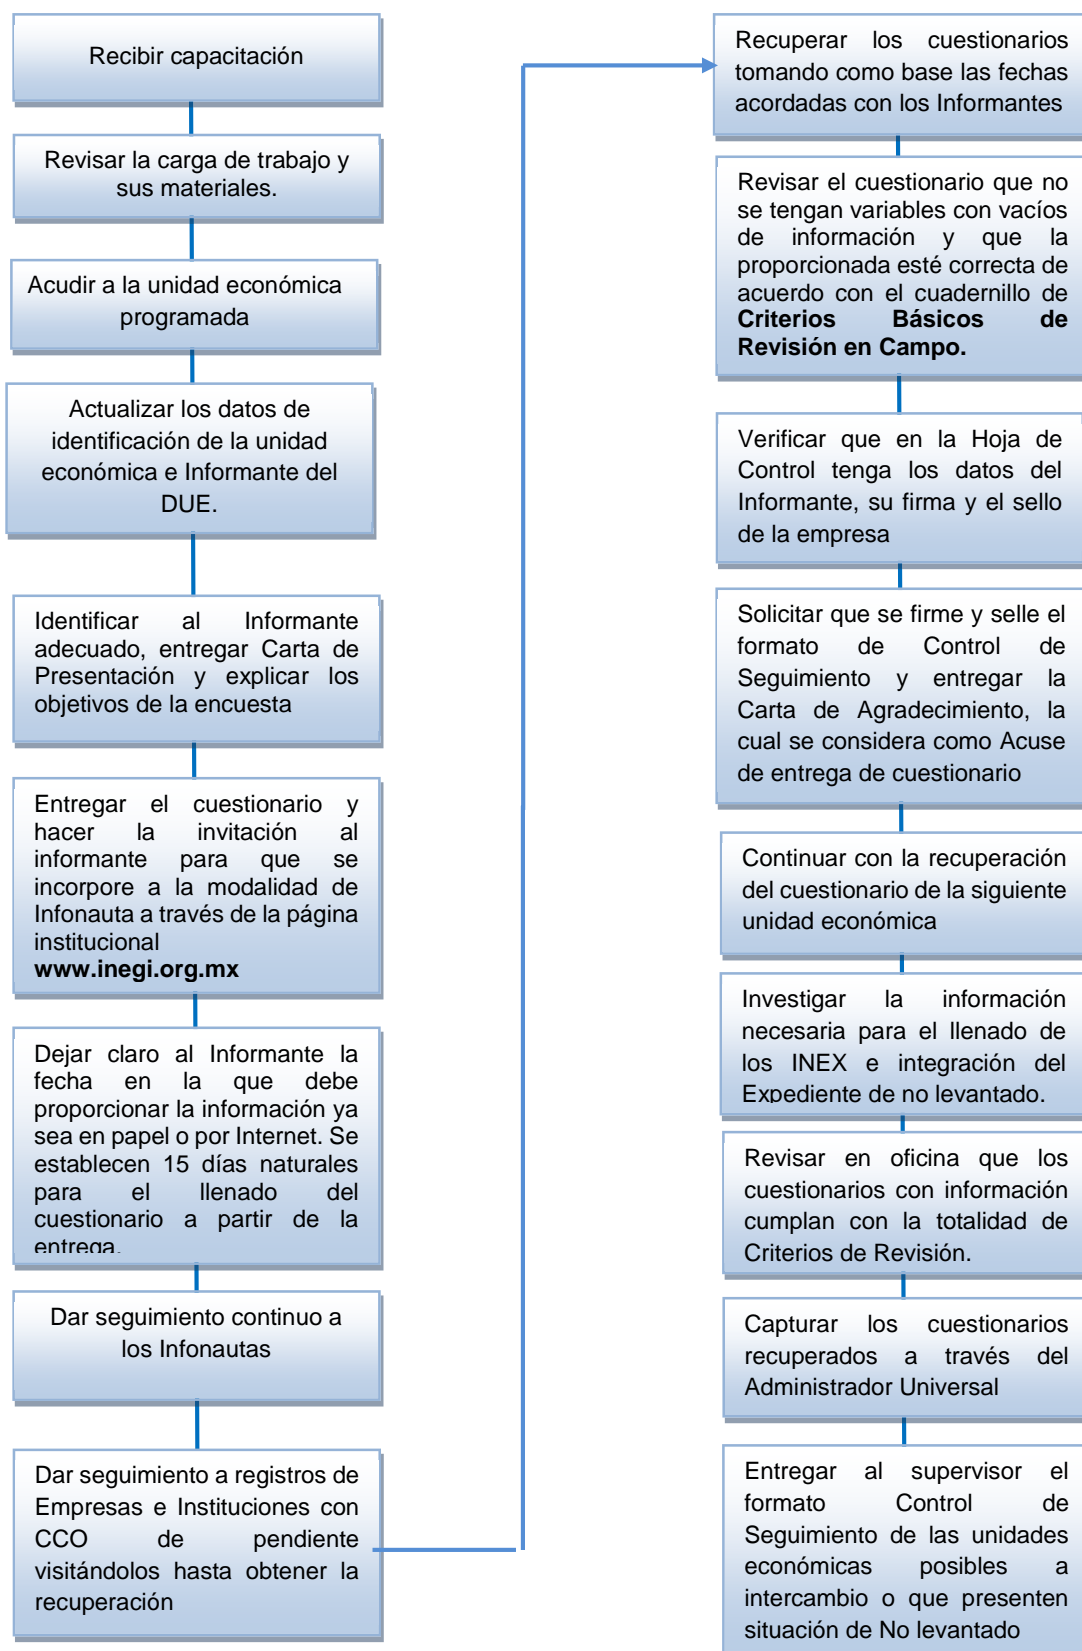 Recibir capacitación
Revisar la carga de trabajo y
sus materiales.
Acudir a la unidad económica
programada
Actualizar los datos de
identificación de la unidad
económica e Informante del
DUE.
Identificar al Informante
adecuado, entregar Carta de
Presentación y explicar los
objetivos de la encuesta
Entregar el cuestionario y
hacer la invitación al
informante para que se
incorpore a la modalidad de
Infonauta a través de la página
institucional
www.inegi.org.mx
Dejar claro al Informante la
fecha en la que debe
proporcionar la información ya
sea en papel o por Internet. Se
establecen 15 días naturales
para el llenado del
cuestionario a partir de la
entrega.
Dar seguimiento continuo a
los Infonautas
Dar seguimiento a registros de
Empresas e Instituciones con
CCO de pendiente
visitándolos hasta obtener la
recuperación
Recuperar los cuestionarios
tomando como base las fechas
acordadas con los Informantes
Revisar el cuestionario que no
se tengan variables con vacíos
de información y que la
proporcionada esté correcta de
acuerdo con el cuadernillo de
Criterios Básicos de
Revisión en Campo.
Verificar que en la Hoja de
Control tenga los datos del
Informante, su firma y el sello
de la empresa
Solicitar que se firme y selle el
formato de Control de
Seguimiento y entregar la
Carta de Agradecimiento, la
cual se considera como Acuse
de entrega de cuestionario
Continuar con la recuperación
del cuestionario de la siguiente
unidad económica
Investigar la información
necesaria para el llenado de
los INEX e integración del
Expediente de no levantado.
Revisar en oficina que los
cuestionarios con información
cumplan con la totalidad de
Criterios de Revisión.
Capturar los cuestionarios
recuperados a través del
Administrador Universal
Entregar al supervisor el
formato Control de
Seguimiento de las unidades
económicas posibles a
intercambio o que presenten
situación de No levantado